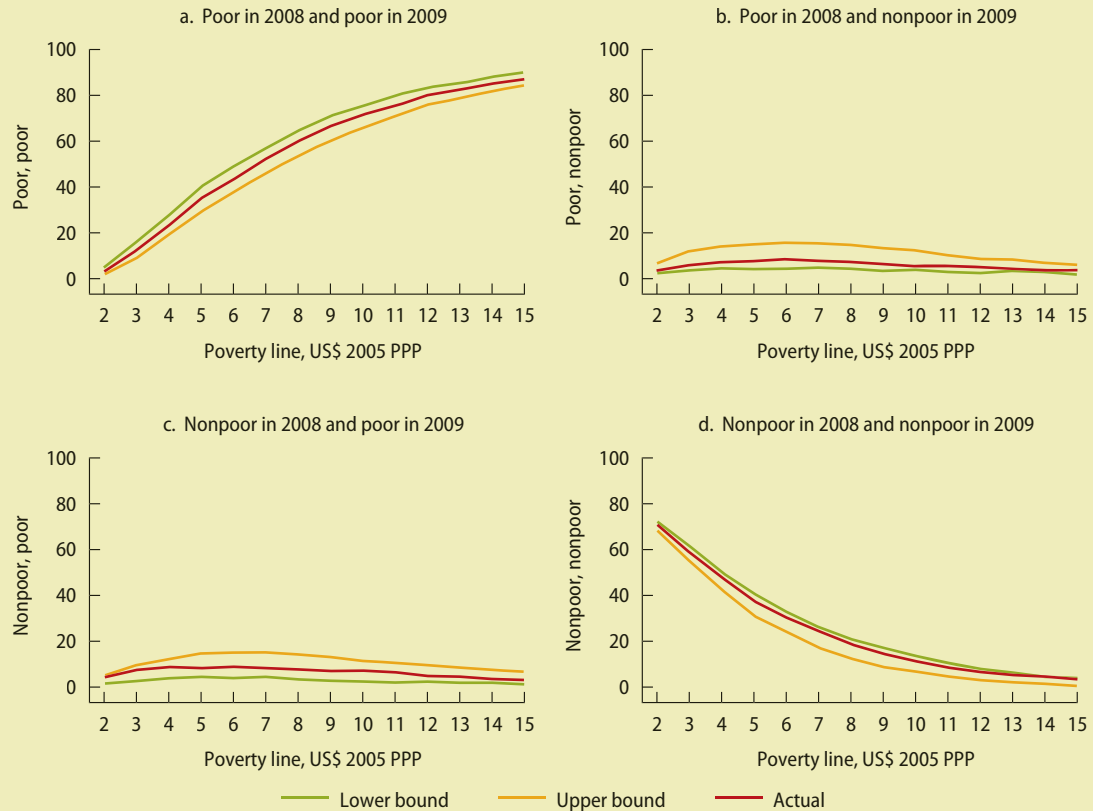 a. Poor in 2008 and poor in 2009
100
80
60
40
20
0
Poor, poor
2 3 4 5 6 7 8 9 10 11 12 13 14 15
Poverty line, US$ 2005 PPP
b. Poor in 2008 and nonpoor in 2009
100
80
60
40
20
0
Poor, nonpoor
2 3 4 5 6 7 8 9 10 11 12 13 14 15
Poverty line, US$ 2005 PPP
c. Nonpoor in 2008 and poor in 2009
100
80
60
40
20
0
Nonpoor, poor
2 3 4 5 6 7 8 9 10 11 12 13 14 15
Poverty line, US$ 2005 PPP
d. Nonpoor in 2008 and nonpoor in 2009
100
80
60
40
20
0
Nonpoor, nonpoor
2 3 4 5 6 7 8 9 10 11 12 13 14 15
Poverty line, US$ 2005 PPP
Lower bound Upper bound Actual